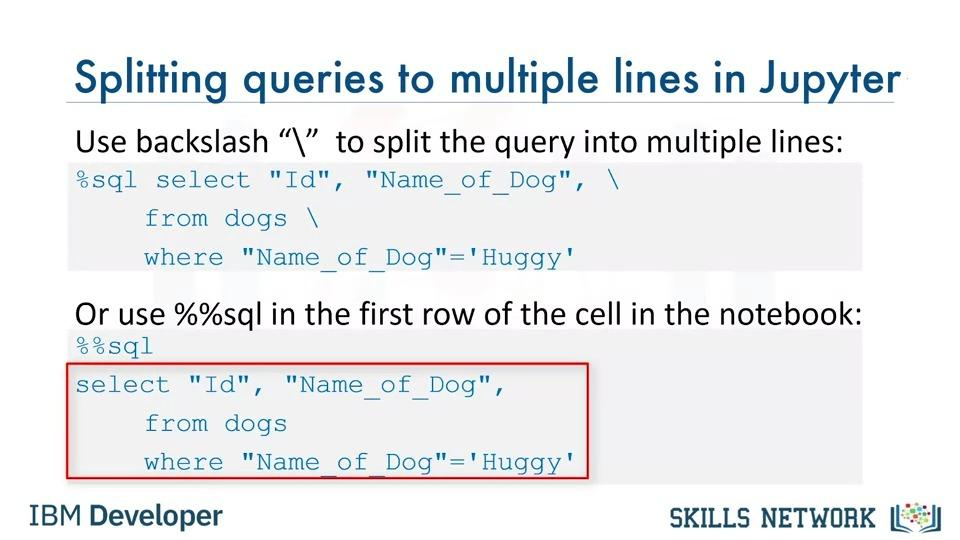 Splitting queries to multiple lines in Jupyter
Use backslash “\” to split the query into multiple lines:
%sql select "Id", "Name_of_Dog", \
from dogs \
where "Name_of_Dog"='Huggy'
Or use %%sql in the first row of the cell in the notebook:
%%sql
select "Id", "Name_of_Dog",
from dogs
where "Name_of_Dog"='Huggy'
IBM Developer
SKILLS NETWORK